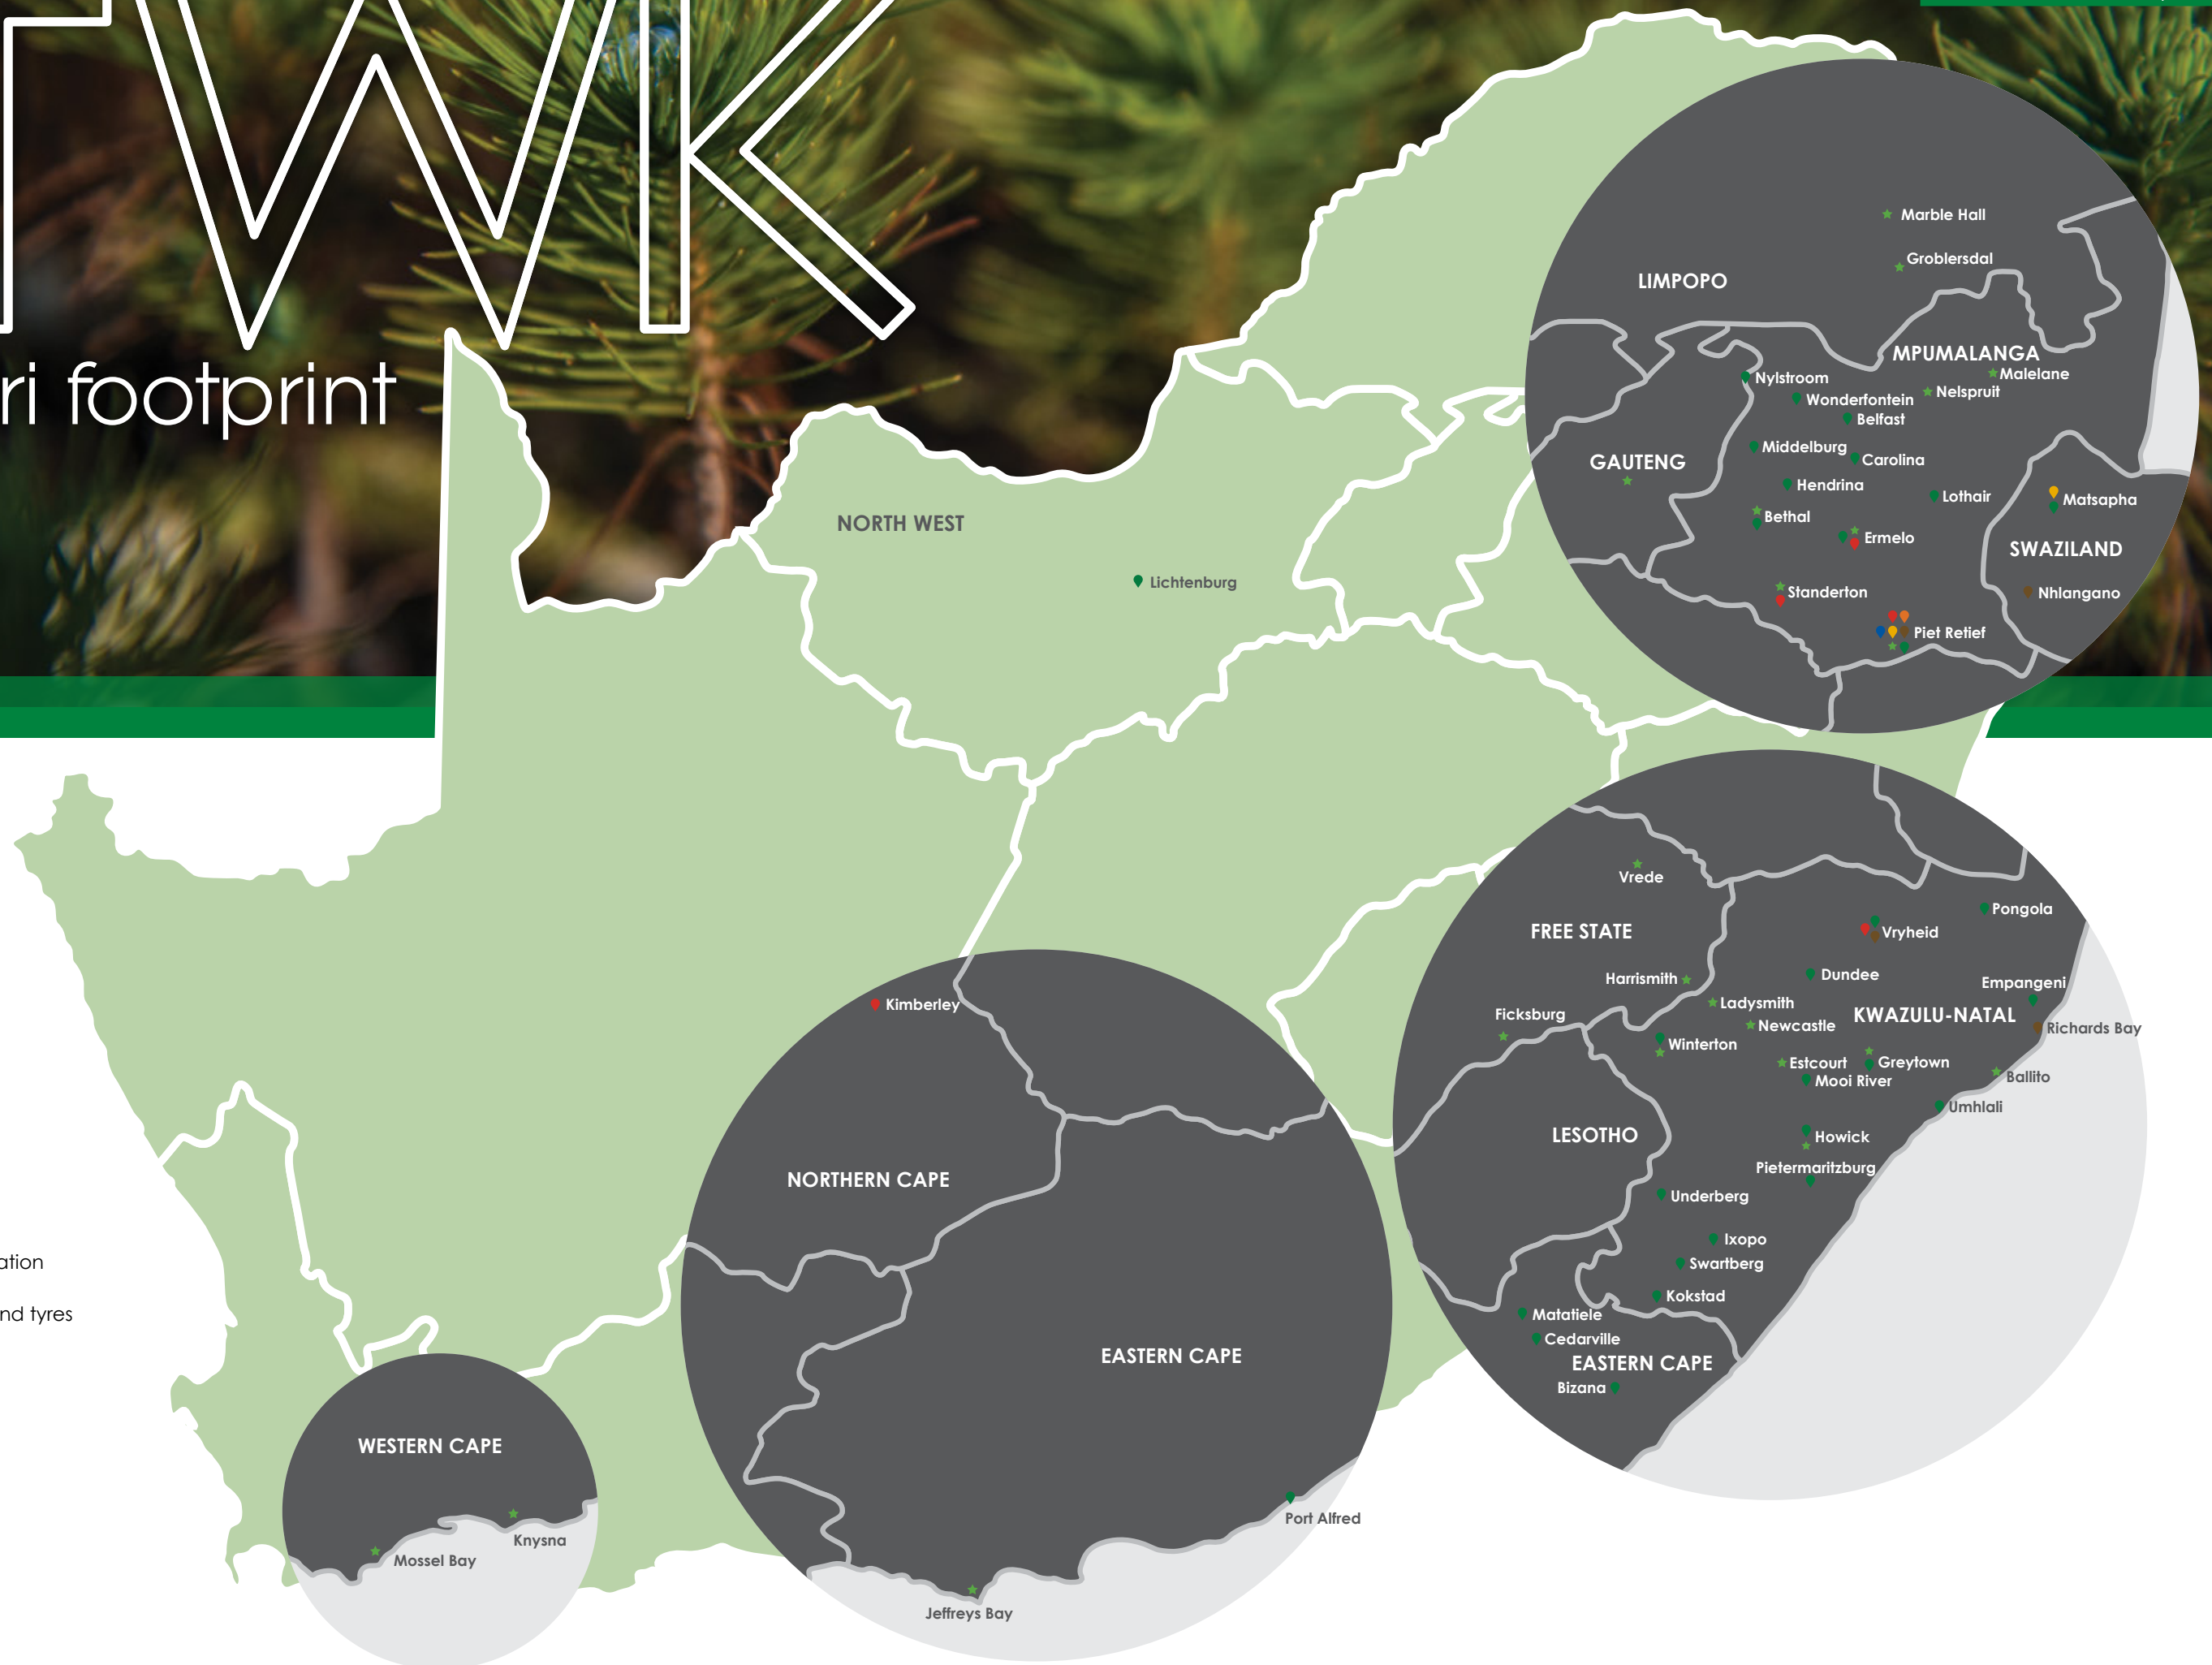 TWK
ri footprint
LIMPOPO
Marble Hall
Groblersdal
MPUMALANGA
Malelane
Nelspruit
Nylstroom
Wonderfontein
Belfast
GAUTENG
Middelburg
Carolina
Hendrina
Lothair
Matsapha
Bethal
Ermelo
SWAZILAND
Standerton
Nhlangano
Piet Retief
NORTH WEST
Lichtenburg
Vrede
FREE STATE
Pongola
Vryheid
Harrismith
Dundee
Empangeni
Ladysmith
Ficksburg
Newcastle
KWAZULU-NATAL
Richards Bay
Winterton
Estcourt
Greytown
Mooi River
Ballito
Umhlali
LESOTHO
Howick
Pietermaritzburg
Underberg
Ixopo
Swartberg
Kokstad
Matatiele
Cedarville
EASTERN CAPE
Bizana
Kimberley
NORTHERN CAPE
EASTERN CAPE
Port Alfred
Jeffreys Bay
ation
nd tyres
WESTERN CAPE
Knysna
Mossel Bay